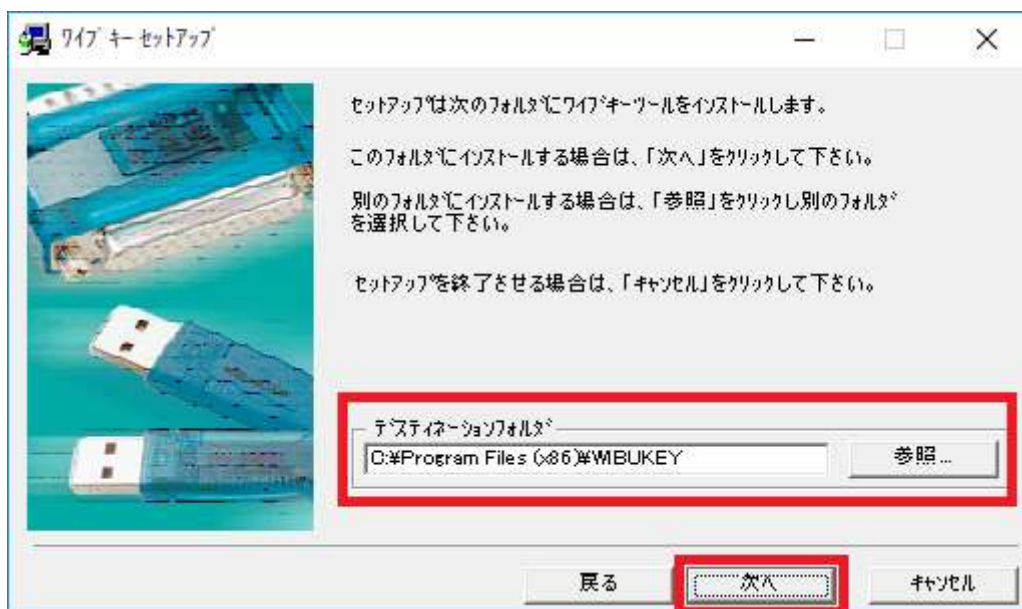 ﾜｲﾌﾞｷｰ ｾｯﾄｱｯﾌﾟ
ｾｯﾄｱｯﾌﾟは次のﾌｫﾙﾀﾞにﾜｲﾌﾞｷｰﾂｰﾙをｲﾝｽﾄｰﾙします。
このﾌｫﾙﾀﾞにｲﾝｽﾄｰﾙする場合は、「次へ」をｸﾘｯｸして下さい。
別のﾌｫﾙﾀﾞにｲﾝｽﾄｰﾙする場合は、「参照」をｸﾘｯｸし別のﾌｫﾙﾀﾞ
を選択して下さい。
ｾｯﾄｱｯﾌﾟを終了させる場合は、「ｷｬﾝｾﾙ」をｸﾘｯｸして下さい。
ﾃﾞｽﾃｨﾈｰｼｮﾝﾌｫﾙﾀﾞ
C:¥Program Files (x86)¥WIBUKEY
参照...
戻る
次へ
ｷｬﾝｾﾙ